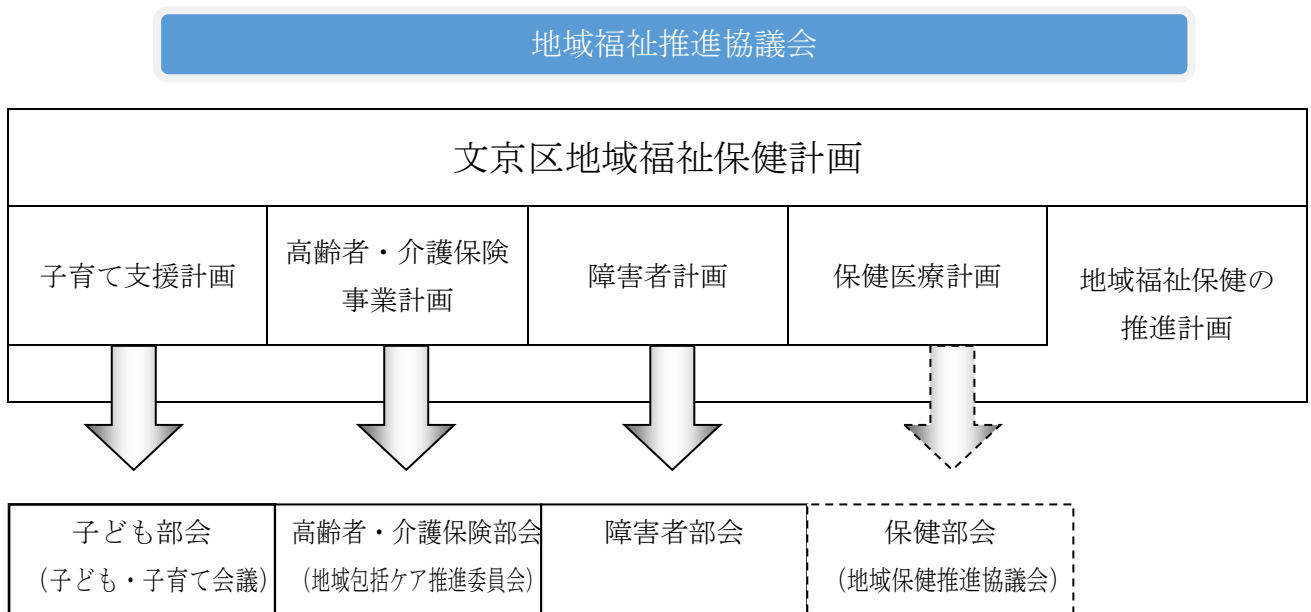 地域福祉推進協議会
文京区地域福祉保健計画
子育て支援計画
高齢者・介護保険
事業計画
障害者計画
保健医療計画
地域福祉保健の
推進計画
子ども部会
(子ども・子育て会議)
高齢者・介護保険部会
(地域包括ケア推進委員会)
障害者部会
保健部会
(地域保健推進協議会)